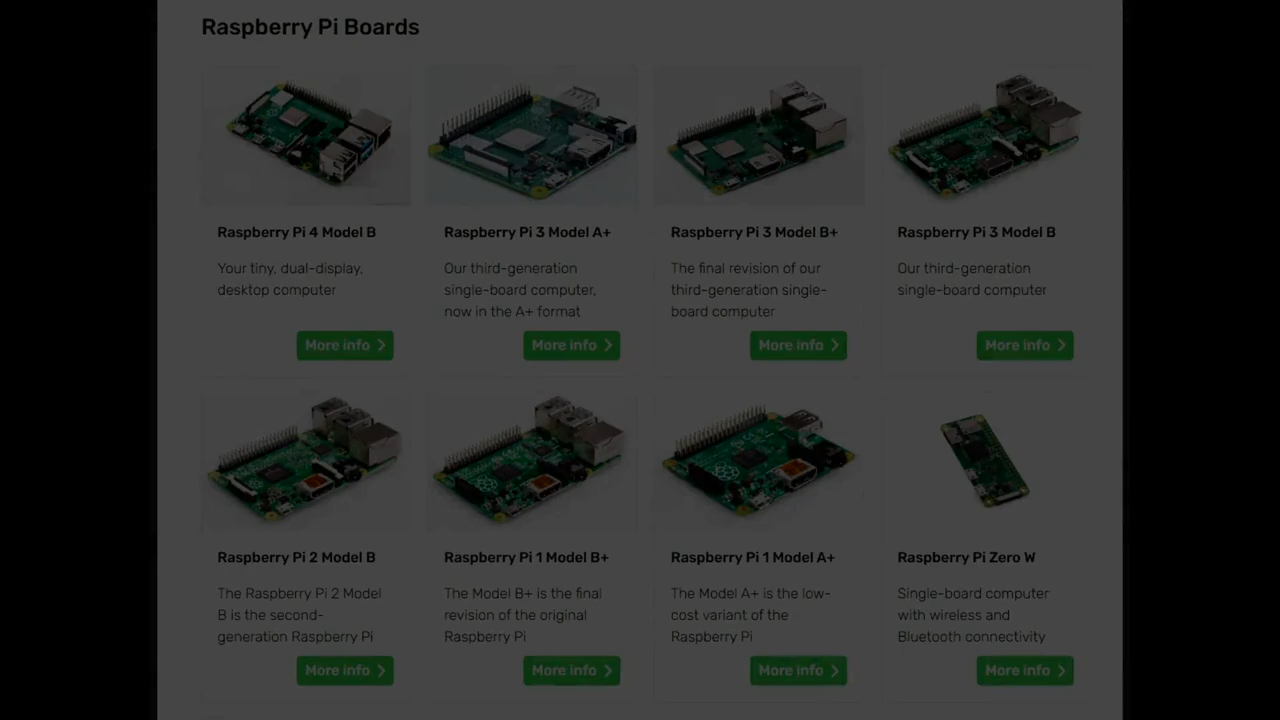 Raspberry Pi Boards
Raspberry Pi 4 Model B
Your tiny, dual-display,
desktop computer
More info
Raspberry Pi 3 Model A+
Our third-generation
single-board computer,
now in the A+ format
More info
Raspberry Pi 3 Model B+
The final revision of our
third-generation single-
board computer
More info
Raspberry Pi 3 Model B
Our third-generation
single-board computer
More info
Raspberry Pi 2 Model B
The Raspberry Pi 2 Model
B is the second-
generation Raspberry Pi
More info
Raspberry Pi 1 Model B+
The Model B+ is the final
revision of the original
Raspberry Pi
More info
Raspberry Pi 1 Model A+
The Model A+ is the low-
cost variant of the
Raspberry Pi
More info
Raspberry Pi Zero W
Single-board computer
with wireless and
Bluetooth connectivity
More info